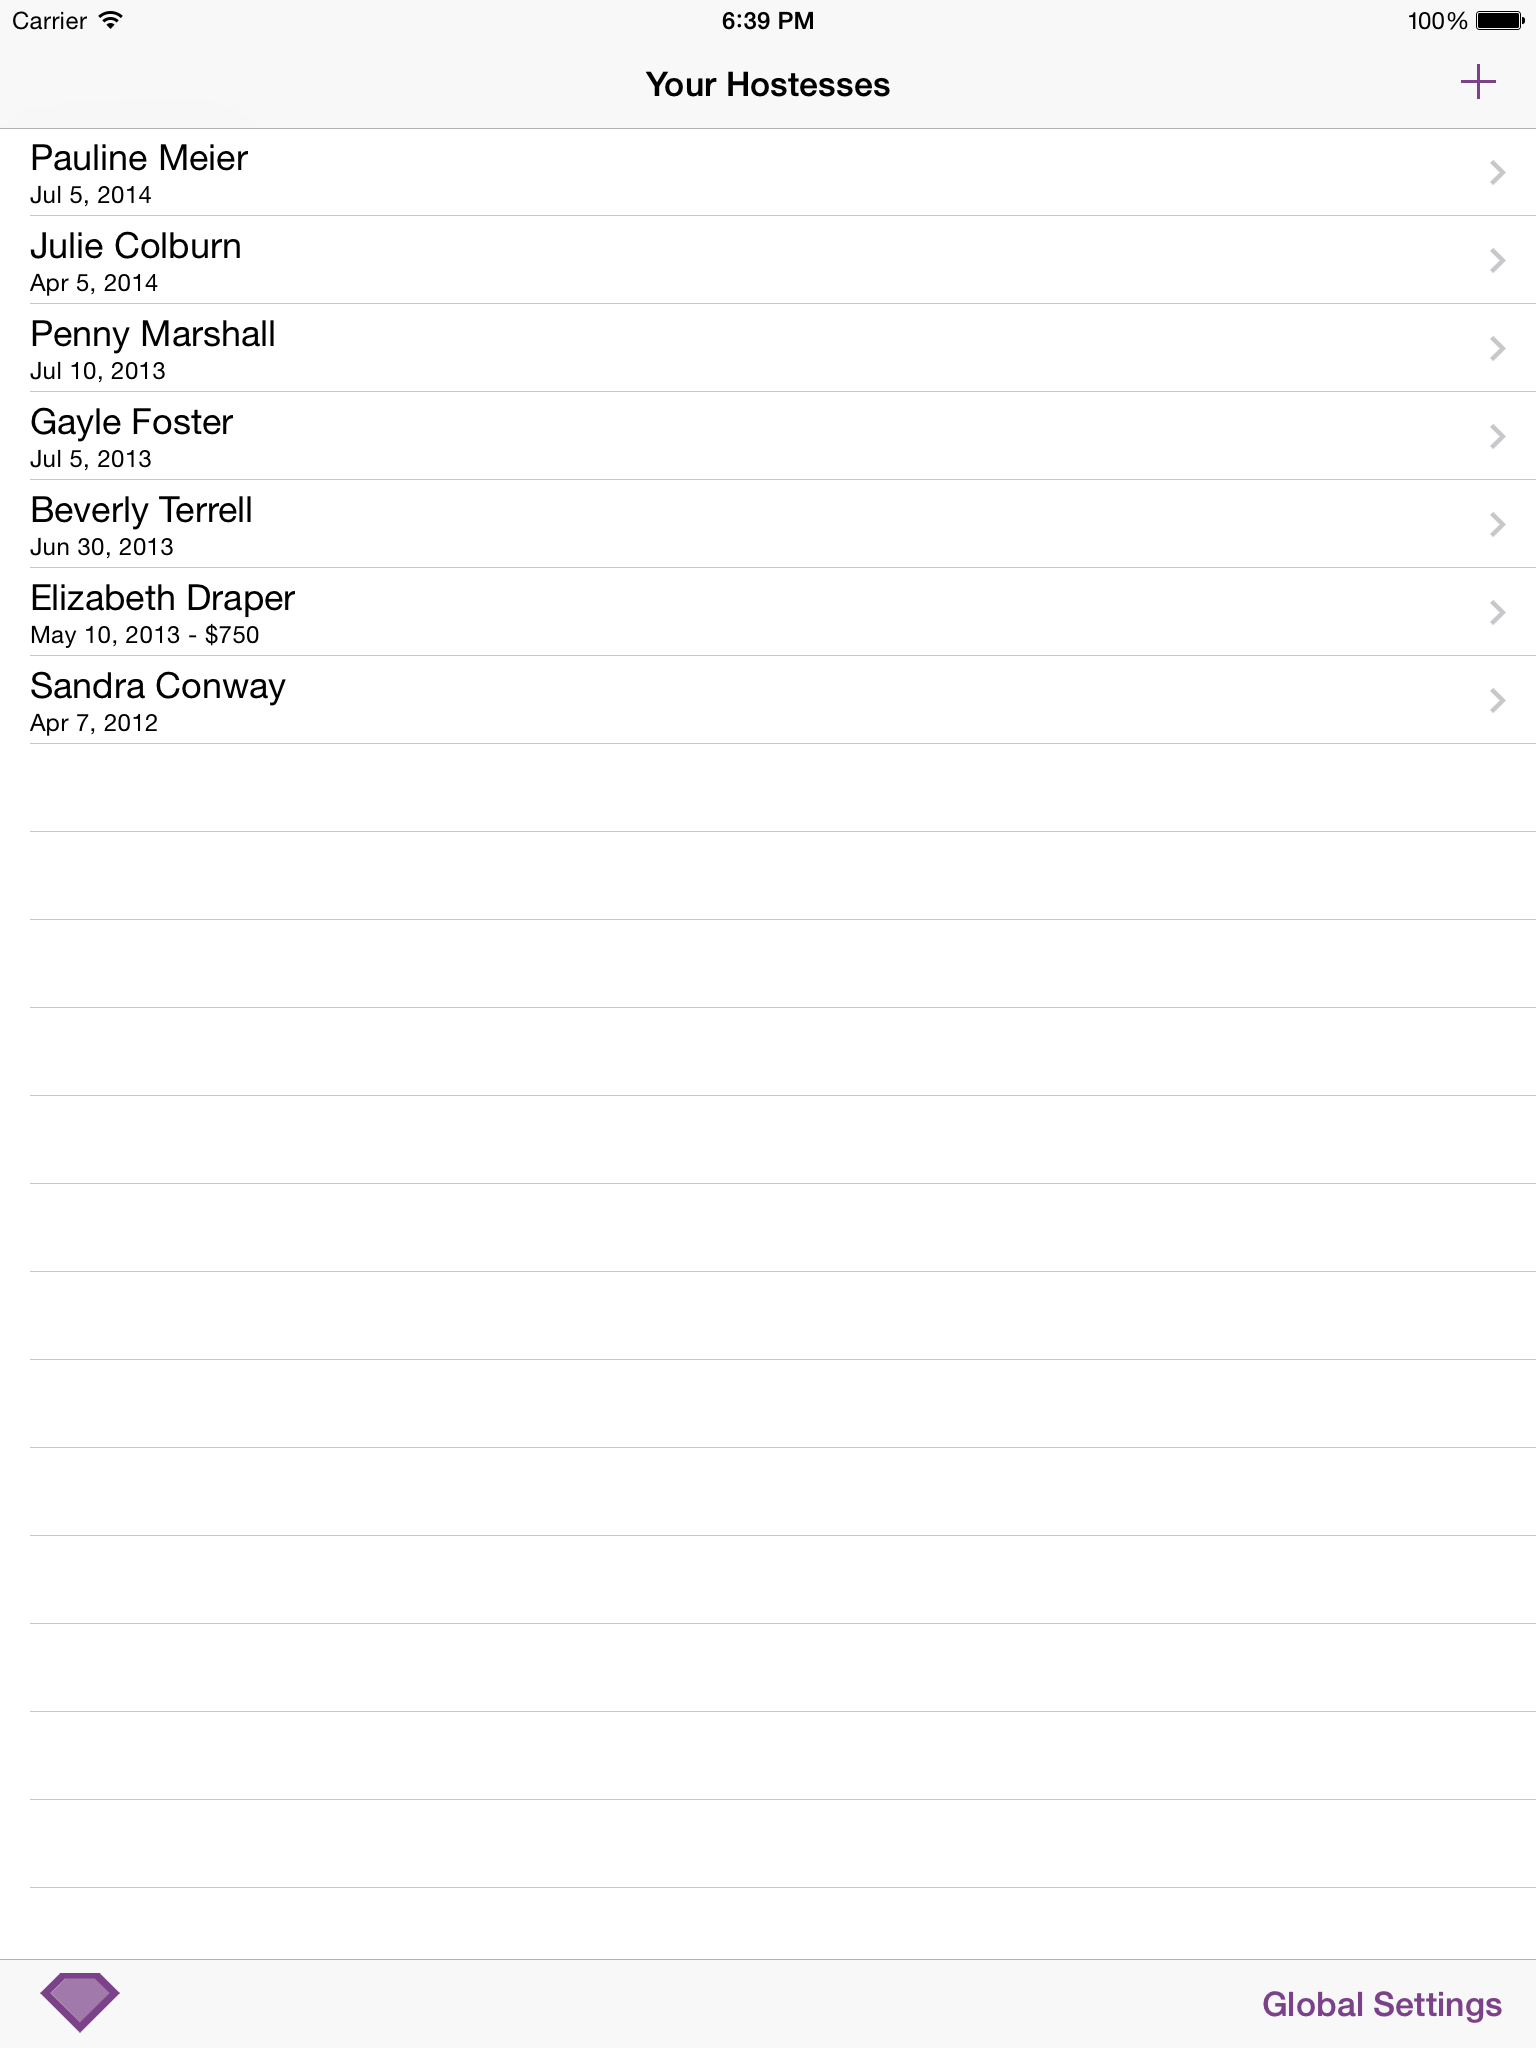 Carrier 6:39 PM 100%
Your Hostesses
Pauline Meier
Jul 5, 2014
Julie Colburn
Apr 5, 2014
Penny Marshall
Jul 10, 2013
Gayle Foster
Jul 5, 2013
Beverly Terrell
Jun 30, 2013
Elizabeth Draper
May 10, 2013 - $750
Sandra Conway
Apr 7, 2012
Global Settings